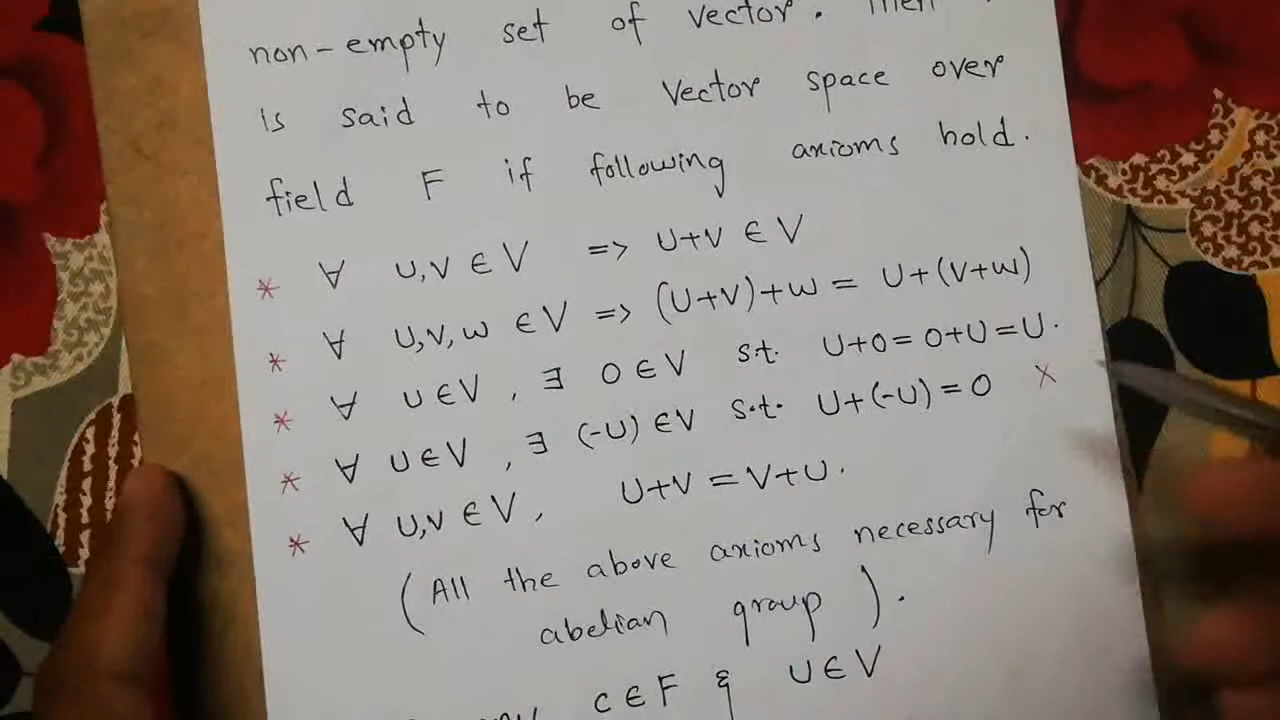 non-empty set of vector. Then
is said to be Vector space over
field F if following axioms hold.
* ∀ U,V ∈ V => U+V ∈ V
* ∀ U,V,W ∈ V => (U+V)+W = U+(V+W)
* ∀ U ∈ V , ∃ 0 ∈ V s.t. U+0=0+U=U.
* ∀ U ∈ V , ∃ (-U) ∈ V s.t. U+(-U)=0 X
* ∀ U,V ∈ V, U+V = V+U.
(All the above axioms necessary for
abelian group).
C ∈ F & U ∈ V